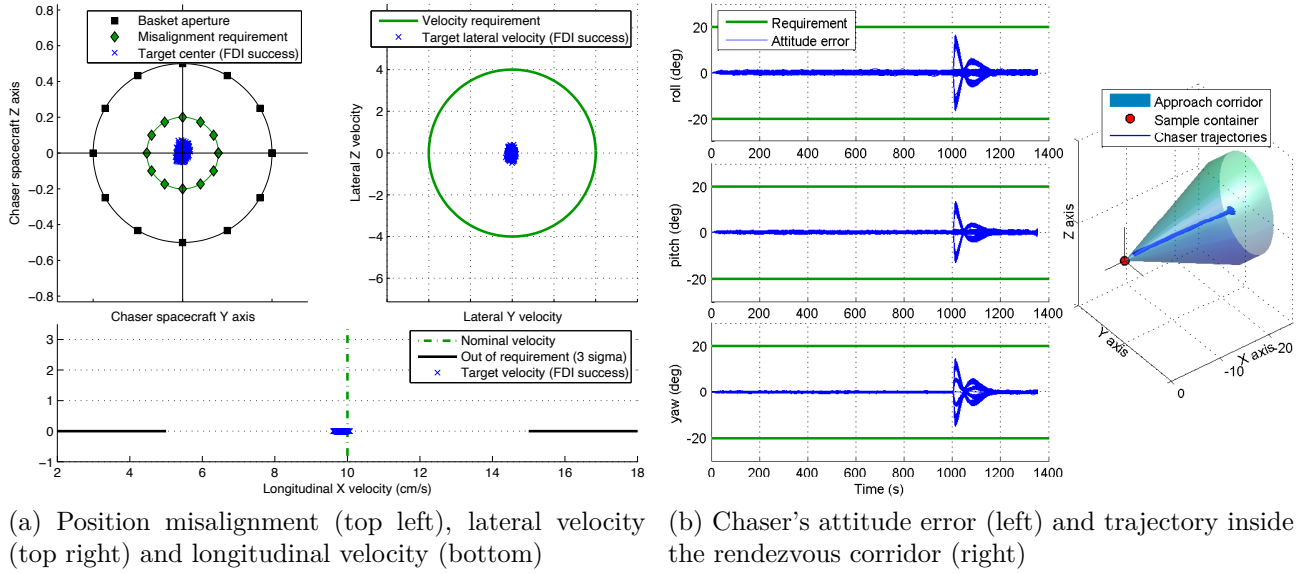 Basket aperture
Misalignment requirement
Target center (FDI success)
0.8
0.6
0.4
0.2
0
−0.2
−0.4
−0.6
−0.8
Chaser spacecraft Z axis
Chaser spacecraft Y axis
Velocity requirement
Target lateral velocity (FDI success)
6
4
2
0
−2
−4
−6
Lateral Z velocity
Lateral Y velocity
Nominal velocity
Out of requirement (3 sigma)
Target velocity (FDI success)
3
2
1
0
−1
2 4 6 8 10 12 14 16 18
Longitudinal X velocity (cm/s)
Requirement
Attitude error
20
0
-20
roll (deg)
0 200 400 600 800 1000 1200 1400
20
0
-20
pitch (deg)
0 200 400 600 800 1000 1200 1400
20
0
-20
yaw (deg)
0 200 400 600 800 1000 1200 1400
Time (s)
Approach corridor
Sample container
Chaser trajectories
Z axis
Y axis
X axis
-20
-10
0
(a) Position misalignment (top left), lateral velocity
(top right) and longitudinal velocity (bottom)
(b) Chaser's attitude error (left) and trajectory inside
the rendezvous corridor (right)